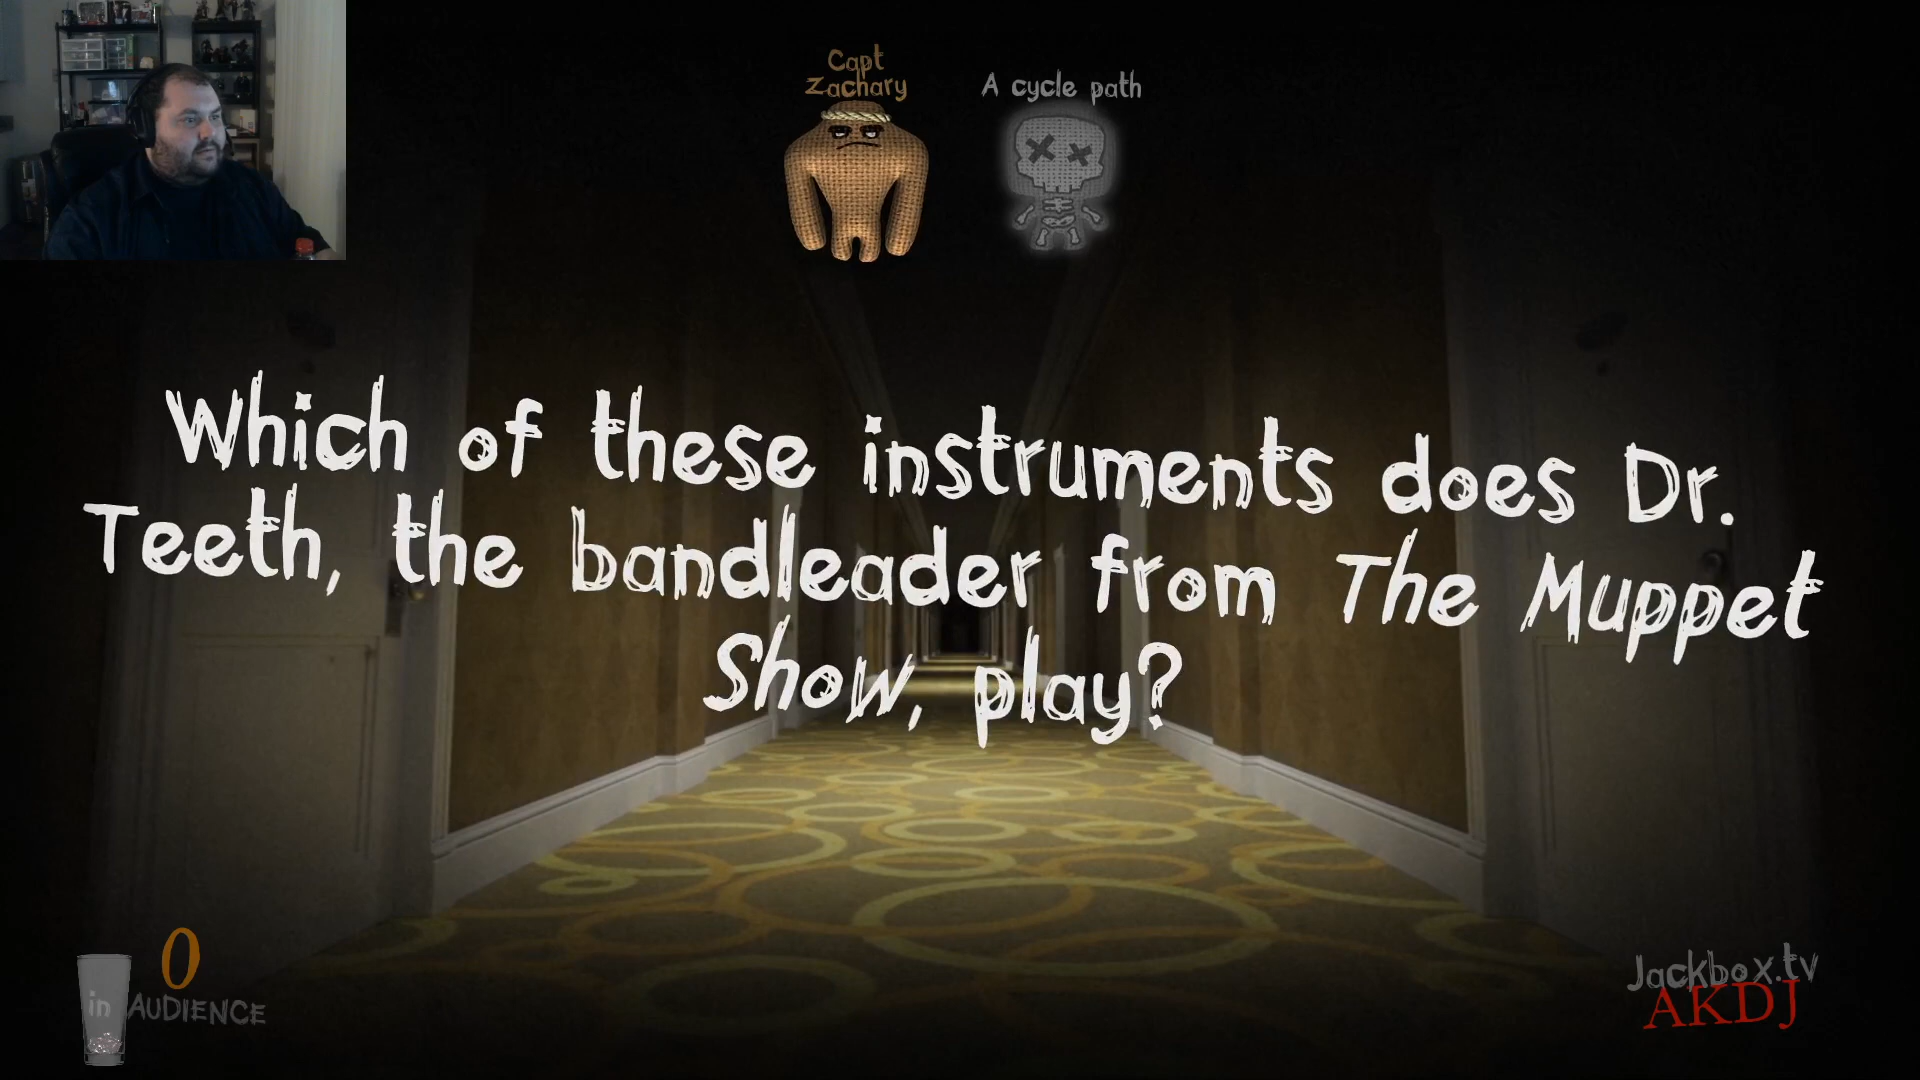 Capt
Zachary
A cycle path
Which of these instruments does Dr.
Teeth, the bandleader from The Muppet
Show, play?
0
in AUDIENCE
Jackbox.tv
AKDJ